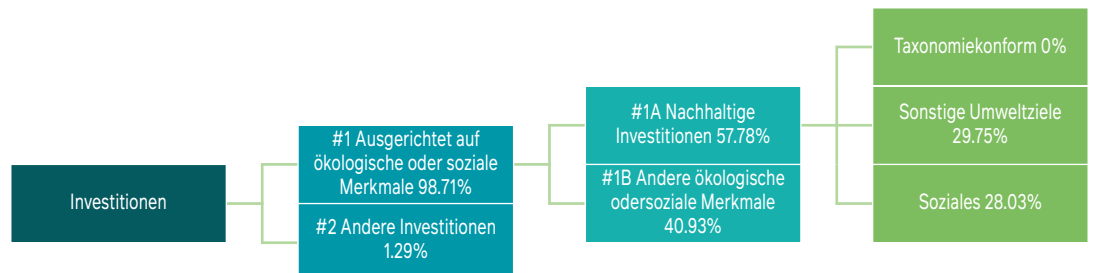 Investitionen
#1 Ausgerichtet auf
ökologische oder soziale
Merkmale 98.71%
#2 Andere Investitionen
1.29%
#1A Nachhaltige
Investitionen 57.78%
#1B Andere ökologische
odersoziale Merkmale
40.93%
Taxonomiekonform 0%
Sonstige Umweltziele
29.75%
Soziales 28.03%